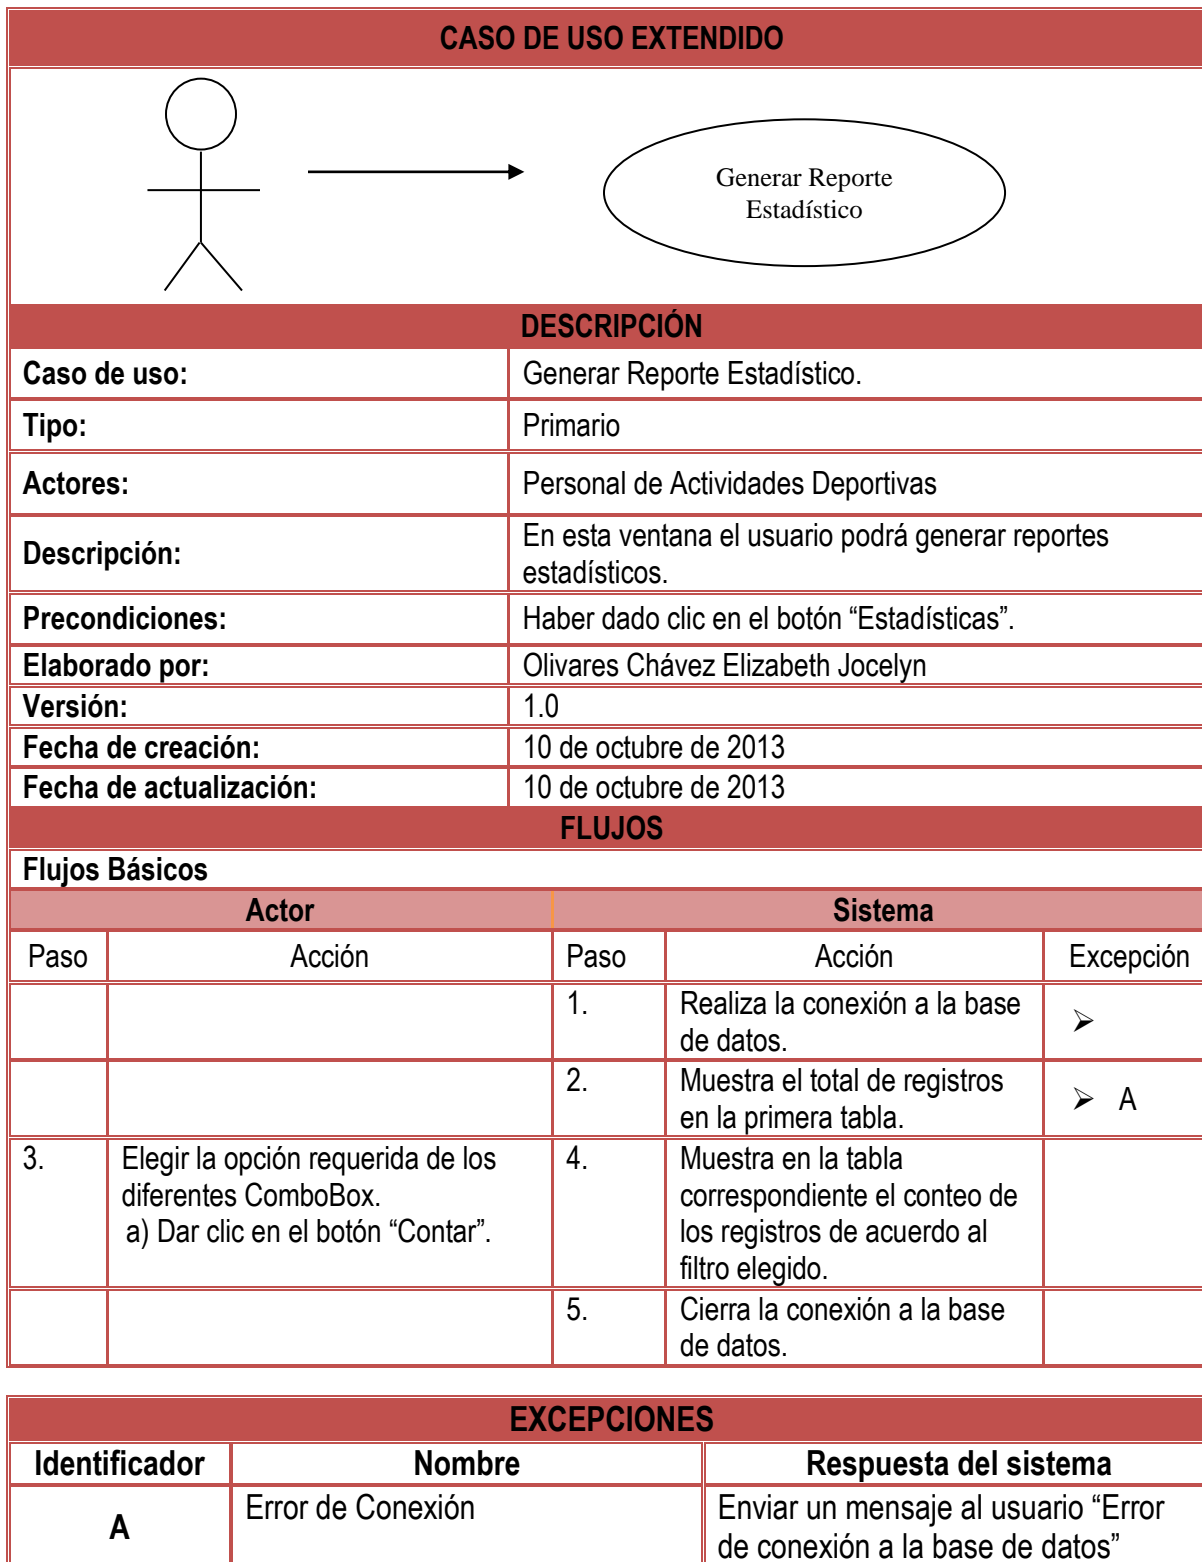 CASO DE USO EXTENDIDO
Generar Reporte
Estadístico
DESCRIPCIÓN
Caso de uso: Generar Reporte Estadístico.
Tipo: Primario
Actores: Personal de Actividades Deportivas
Descripción: En esta ventana el usuario podrá generar reportes
estadísticos.
Precondiciones: Haber dado clic en el botón “Estadísticas”.
Elaborado por: Olivares Chávez Elizabeth Jocelyn
Versión: 1.0
Fecha de creación: 10 de octubre de 2013
Fecha de actualización: 10 de octubre de 2013
FLUJOS
Flujos Básicos
Actor Sistema
Paso Acción Paso Acción Excepción
1. Realiza la conexión a la base
de datos.
➢
2. Muestra el total de registros
en la primera tabla.
➢ A
3. Elegir la opción requerida de los
diferentes ComboBox.
a) Dar clic en el botón “Contar”.
4. Muestra en la tabla
correspondiente el conteo de
los registros de acuerdo al
filtro elegido.
5. Cierra la conexión a la base
de datos.
EXCEPCIONES
Identificador Nombre Respuesta del sistema
A Error de Conexión Enviar un mensaje al usuario “Error
de conexión a la base de datos”